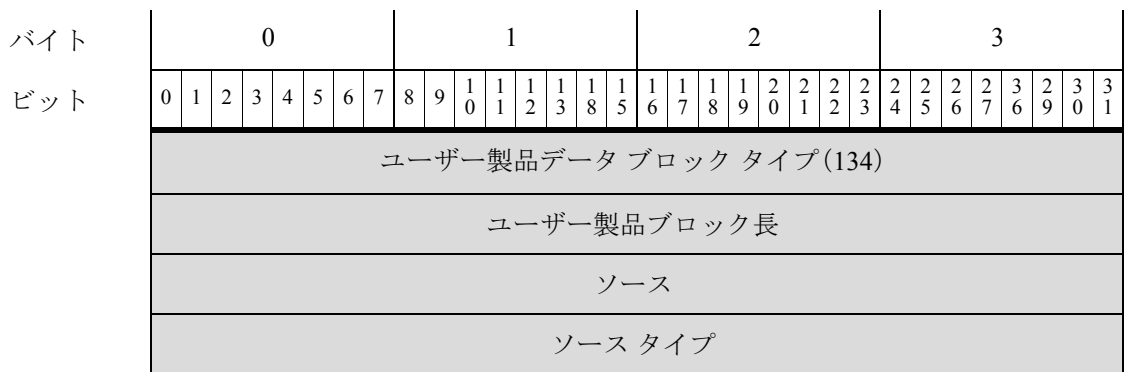 バイト 0 1 2 3
ビット 0 1 2 3 4 5 6 7 8 9 10 11 12 13 18 15 16 17 18 19 20 21 22 23 24 25 26 27 36 29 30 31
ユーザー製品データ ブロック タイプ(134)
ユーザー製品ブロック長
ソース
ソース タイプ